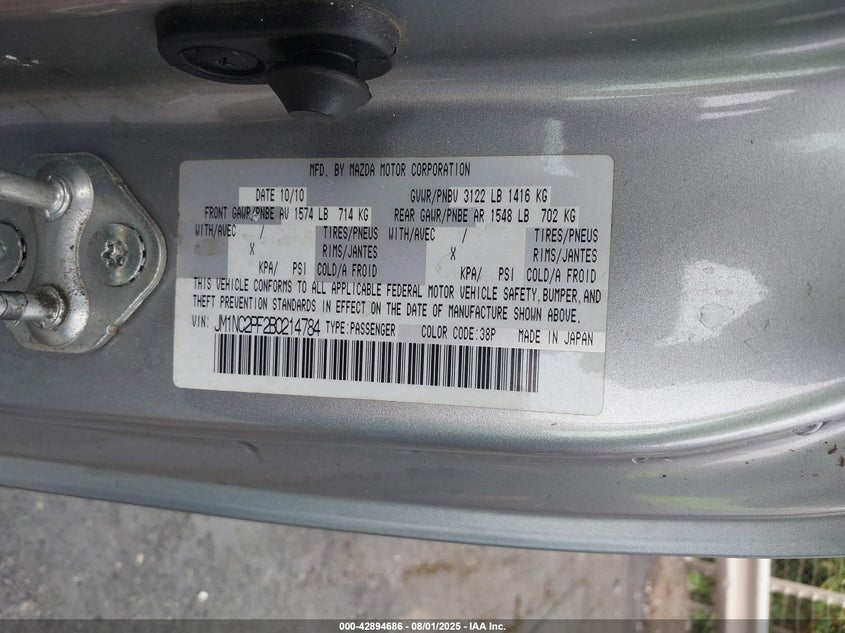 MFD. BY MAZDA MOTOR CORPORATION
DATE 10/10 GVWR/PNBV 3122 LB 1416 KG
FRONT GAWR/PNBE AV 1574 LB 714 KG REAR GAWR/PNBE AR 1548 LB 702 KG
WITH/AVEC / TIRES/PNEUS WITH/AVEC / TIRES/PNEUS
X RIMS/JANTES X RIMS/JANTES
KPA/ PSI COLD/A FROID KPA/ PSI COLD/A FROID
THIS VEHICLE CONFORMS TO ALL APPLICABLE FEDERAL MOTOR VEHICLE SAFETY, BUMPER, AND
THEFT PREVENTION STANDARDS IN EFFECT ON THE DATE OF MANUFACTURE SHOWN ABOVE.
VIN: JM1NC2PF2B0214784 TYPE:PASSENGER COLOR CODE:38P MADE IN JAPAN
000-42894686 - 08/01/2025 - IAA Inc.